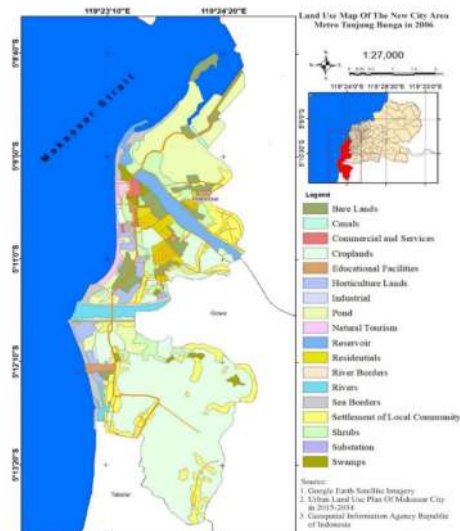 119°23'10"E
119°24'20"E
Land Use Map Of The New City Area
Metro Tanjung Bunga in 2006
1:27,000
Makassar Strait
Gowa
Takalar
Legend
Bare Lands
Canals
Commercial and Services
Croplands
Educational Facilities
Horticulture Lands
Industrial
Pond
Natural Tourism
Reservoir
Residentials
River Borders
Rivers
Sea Borders
Settlement of Local Community
Shrubs
Substation
Swamps
Source:
1. Google Earth Satellite Imagery
2. Urban Land Use Plan Of Makassar City
in 2015-2034
3. Geospatial Information Agency Republic
of Indonesia